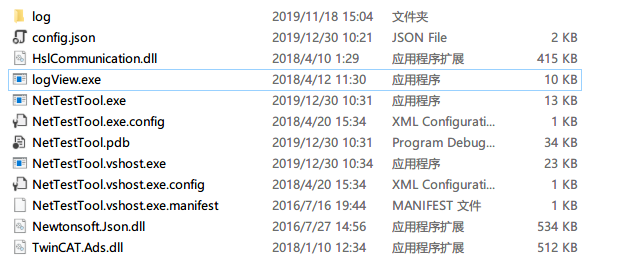 log 2019/11/18 15:04 文件夹
config.json 2019/12/30 10:21 JSON File 2 KB
HslCommunication.dll 2018/4/10 1:29 应用程序扩展 415 KB
logView.exe 2018/4/12 11:30 应用程序 10 KB
NetTestTool.exe 2019/12/30 10:31 应用程序 13 KB
NetTestTool.exe.config 2018/4/20 15:34 XML Configurati... 1 KB
NetTestTool.pdb 2019/12/30 10:31 Program Debug... 34 KB
NetTestTool.vshost.exe 2019/12/30 10:34 应用程序 23 KB
NetTestTool.vshost.exe.config 2018/4/20 15:34 XML Configurati... 1 KB
NetTestTool.vshost.exe.manifest 2016/7/16 19:44 MANIFEST 文件 1 KB
Newtonsoft.Json.dll 2016/7/27 14:56 应用程序扩展 534 KB
TwinCAT.Ads.dll 2018/1/10 12:34 应用程序扩展 512 KB